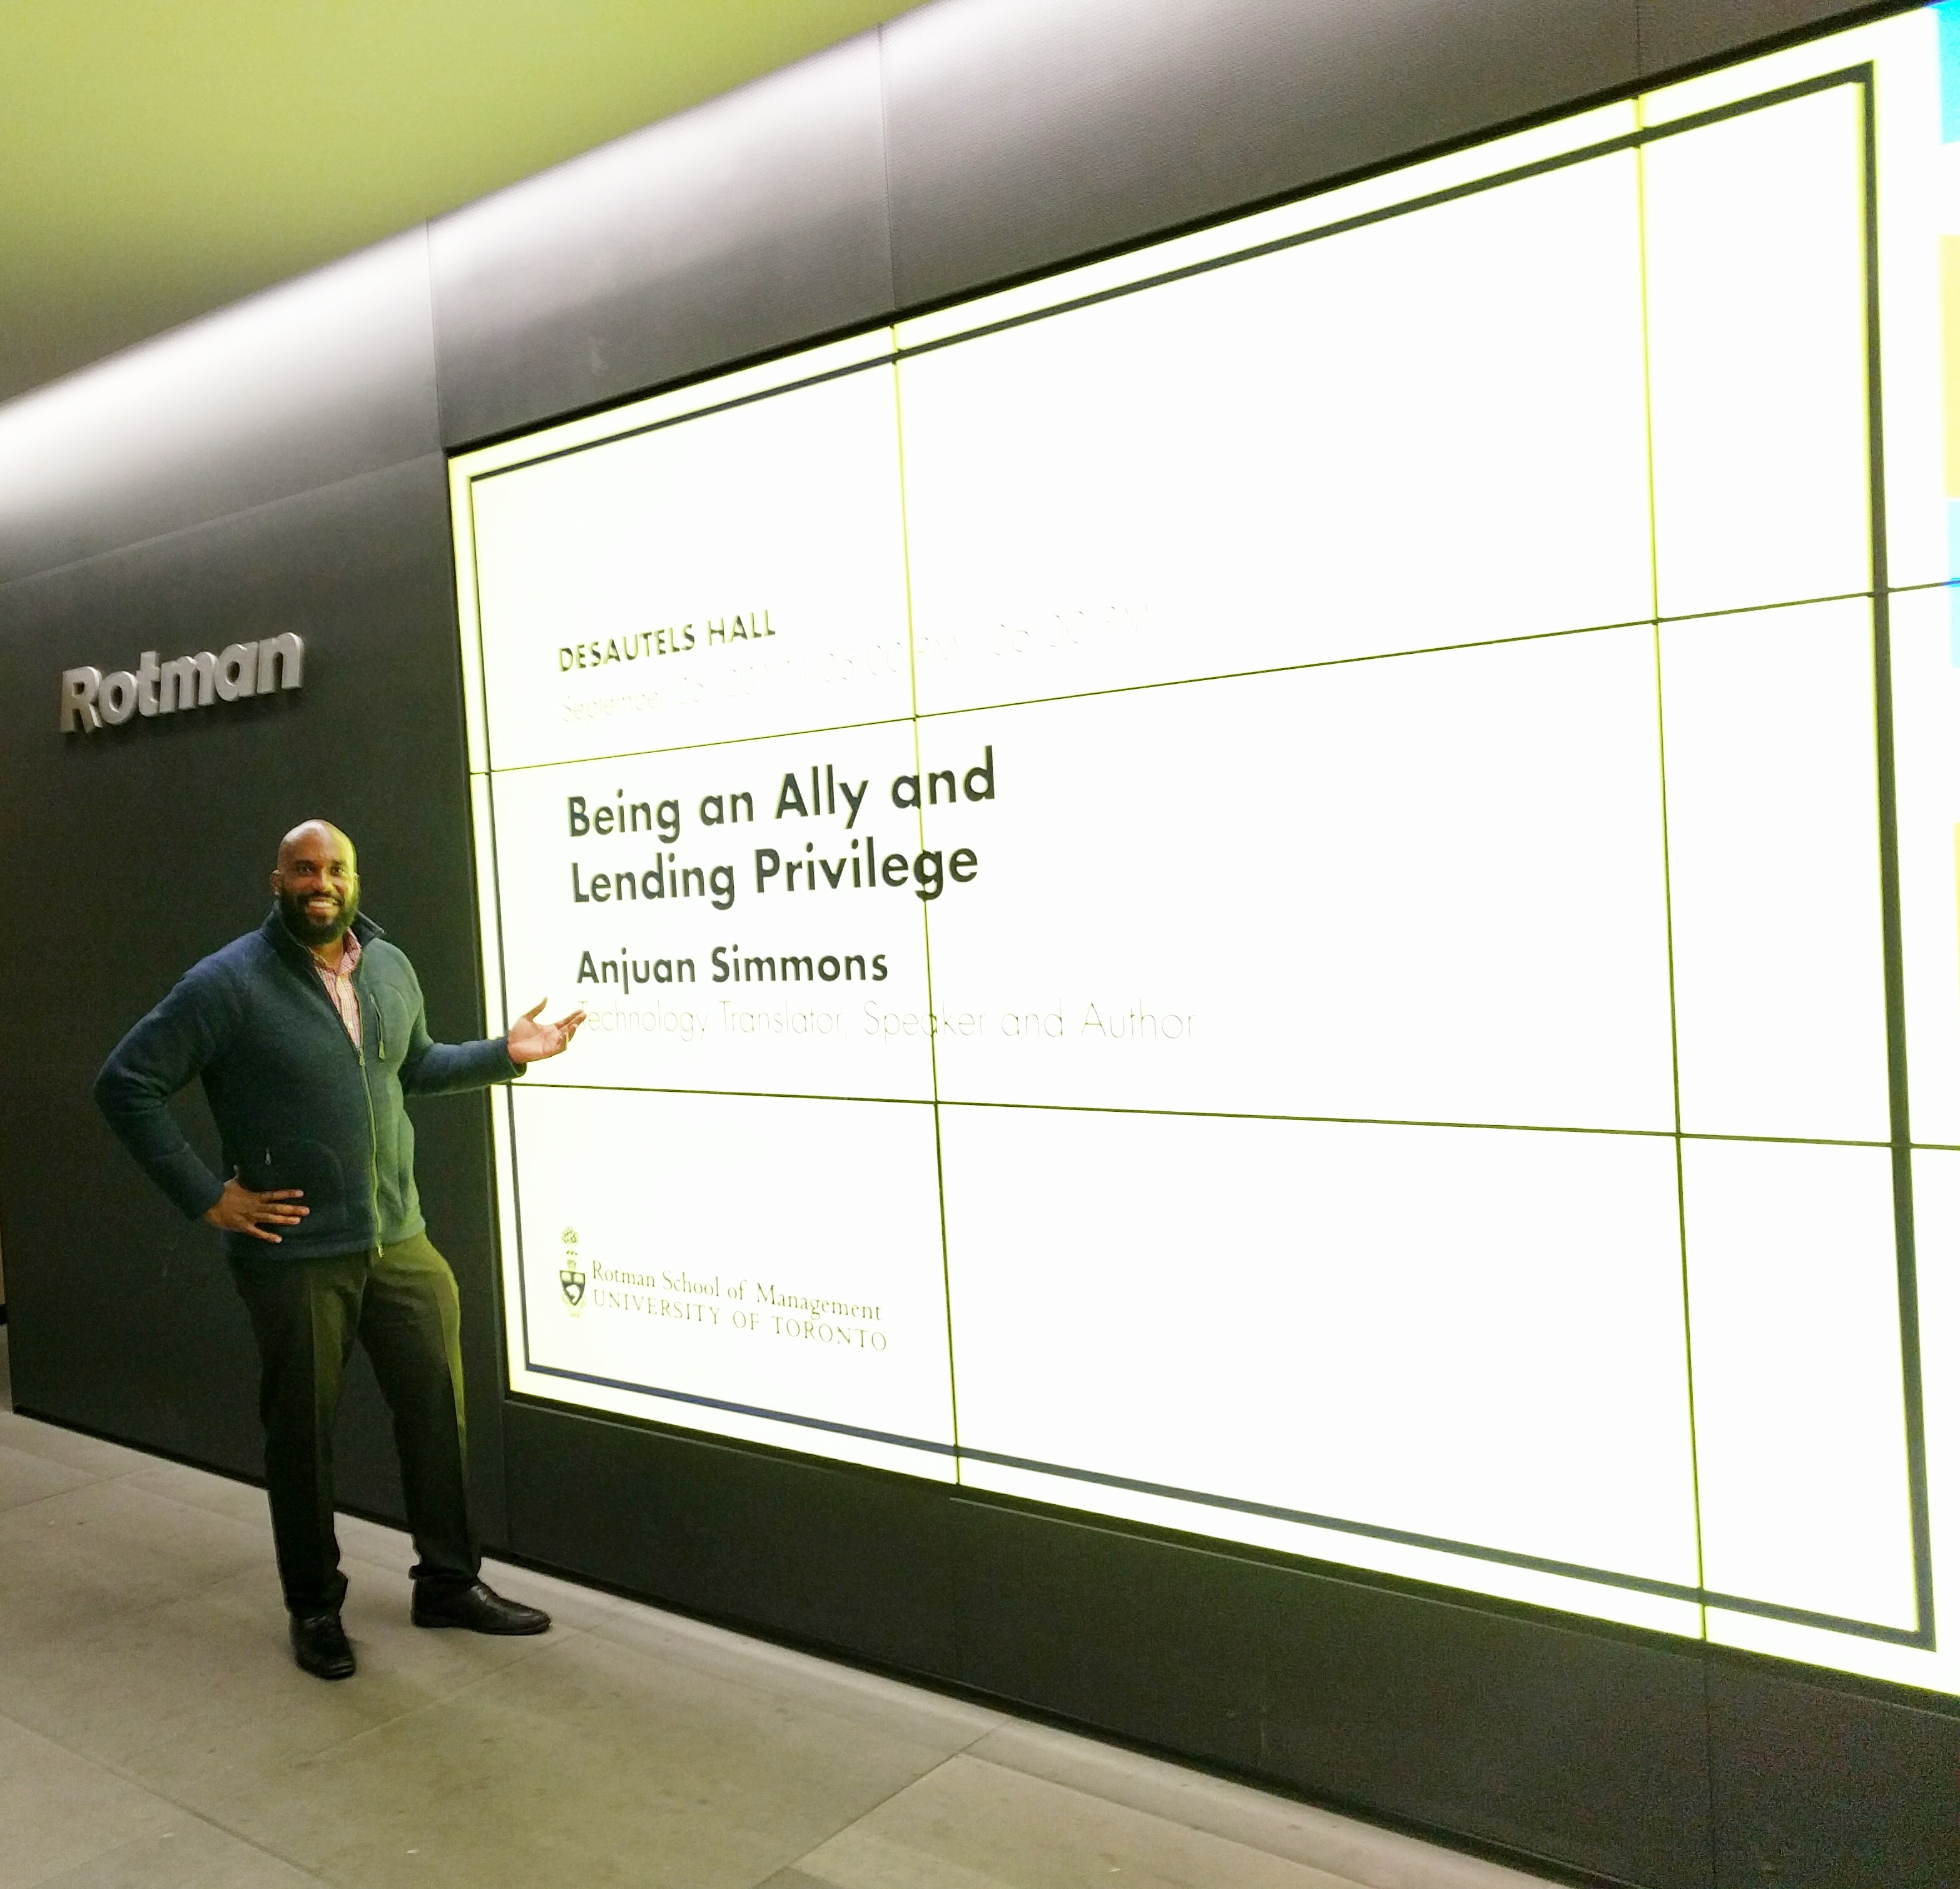 Rotman
DESAUTELS HALL
September
Being an Ally and
Lending Privilege
Anjuan Simmons
Technology Translator, Speaker and Author
Rotman School of Management
UNIVERSITY OF TORONTO